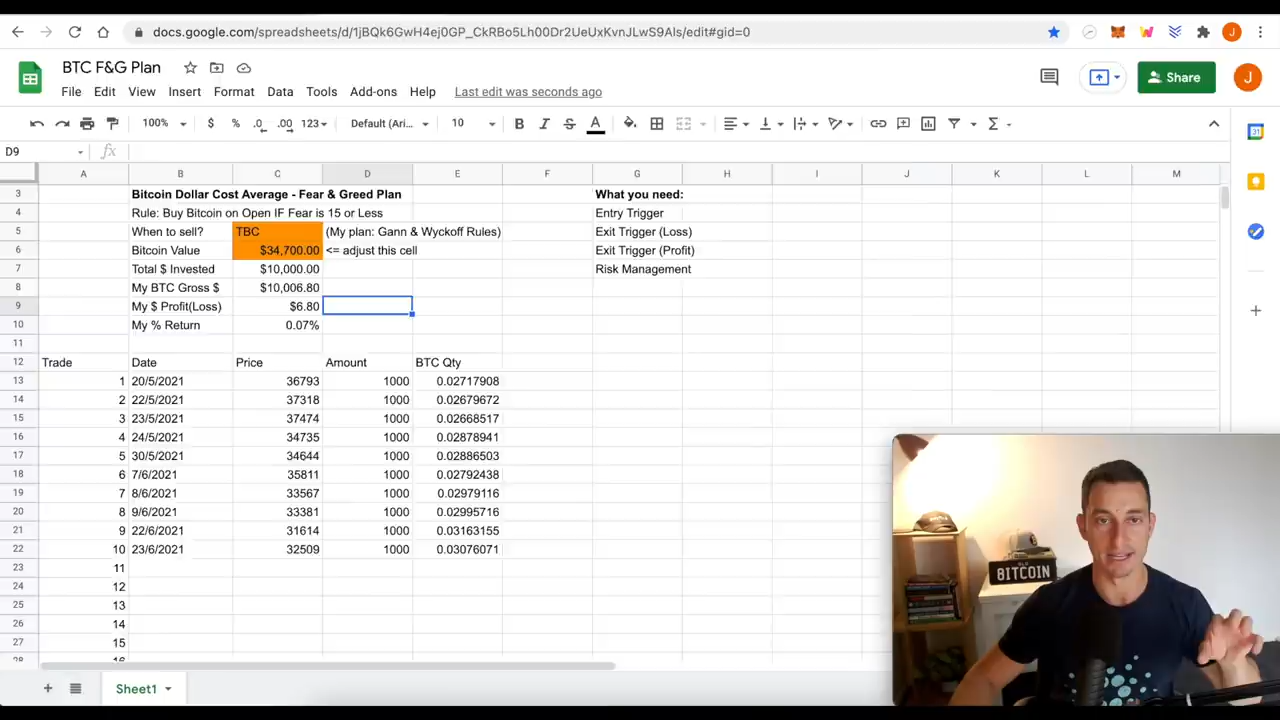 docs.google.com/spreadsheets/d/1jBQk6GwH4ej0GP_CkRBo5Lh00Dr2UeUxKvnJLwS9AIs/edit#gid=0
J
BTC F&G Plan
Share
J
File Edit View Insert Format Data Tools Add-ons Help Last edit was seconds ago
100% $ % .0 .00 123 Default (Ari... 10 B I S A
31
D9 fx
A B C D E F G H I J K L M
3 Bitcoin Dollar Cost Average - Fear & Greed Plan What you need:
4 Rule: Buy Bitcoin on Open IF Fear is 15 or Less Entry Trigger
5 When to sell? TBC (My plan: Gann & Wyckoff Rules) Exit Trigger (Loss)
6 Bitcoin Value $34,700.00 <= adjust this cell Exit Trigger (Profit)
7 Total $ Invested $10,000.00 Risk Management
8 My BTC Gross $ $10,006.80
9 My $ Profit(Loss) $6.80
10 My % Return 0.07%
11
12 Trade Date Price Amount BTC Qty
13 1 20/5/2021 36793 1000 0.02717908
14 2 22/5/2021 37318 1000 0.02679672
15 3 23/5/2021 37474 1000 0.02668517
16 4 24/5/2021 34735 1000 0.02878941
17 5 30/5/2021 34644 1000 0.02886503
18 6 7/6/2021 35811 1000 0.02792438
19 7 8/6/2021 33567 1000 0.02979116
20 8 9/6/2021 33381 1000 0.02995716
21 9 22/6/2021 31614 1000 0.03163155
22 10 23/6/2021 32509 1000 0.03076071
23 11
24 12
25 13
26 14
27 15
28 16
BITCOIN
Sheet1